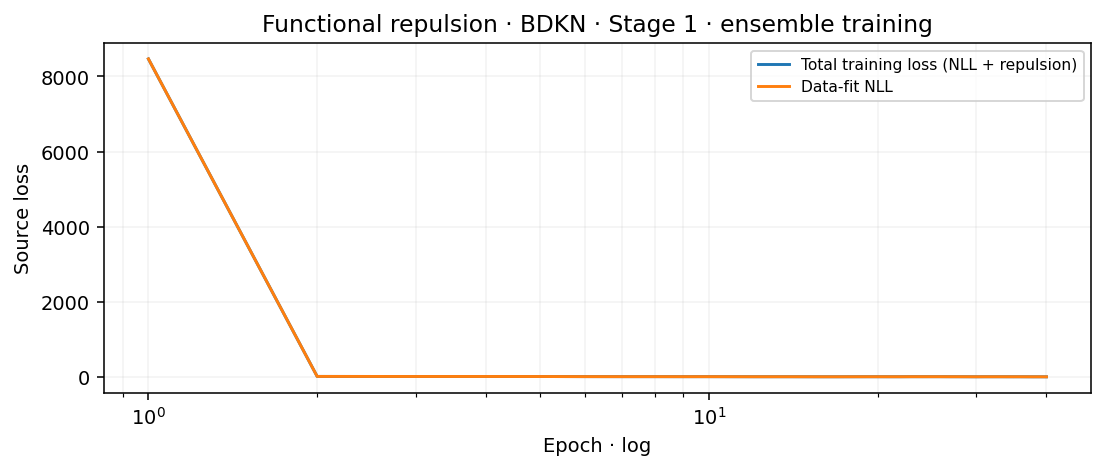 Functional repulsion · BDKN · Stage 1 · ensemble training
Total training loss (NLL + repulsion)
Data-fit NLL
Source loss
8000
6000
4000
2000
0
10⁰
10¹
Epoch · log